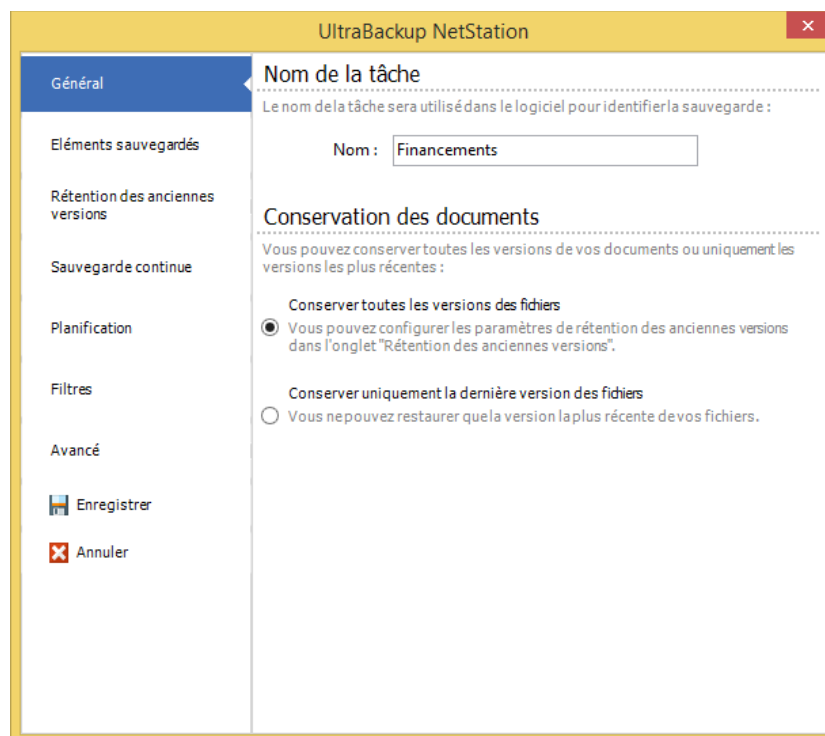 UltraBackup NetStation
Général
Eléments sauvegardés
Rétention des anciennes
versions
Sauvegarde continue
Planification
Filtres
Avancé
Enregistrer
Annuler
Nom de la tâche
Le nom de la tâche sera utilisé dans le logiciel pour identifier la sauvegarde :
Nom : Financements
Conservation des documents
Vous pouvez conserver toutes les versions de vos documents ou uniquement les
versions les plus récentes :
Conserver toutes les versions des fichiers
Vous pouvez configurer les paramètres de rétention des anciennes versions
dans l'onglet "Rétention des anciennes versions".
Conserver uniquement la dernière version des fichiers
Vous ne pouvez restaurer que la version la plus récente de vos fichiers.